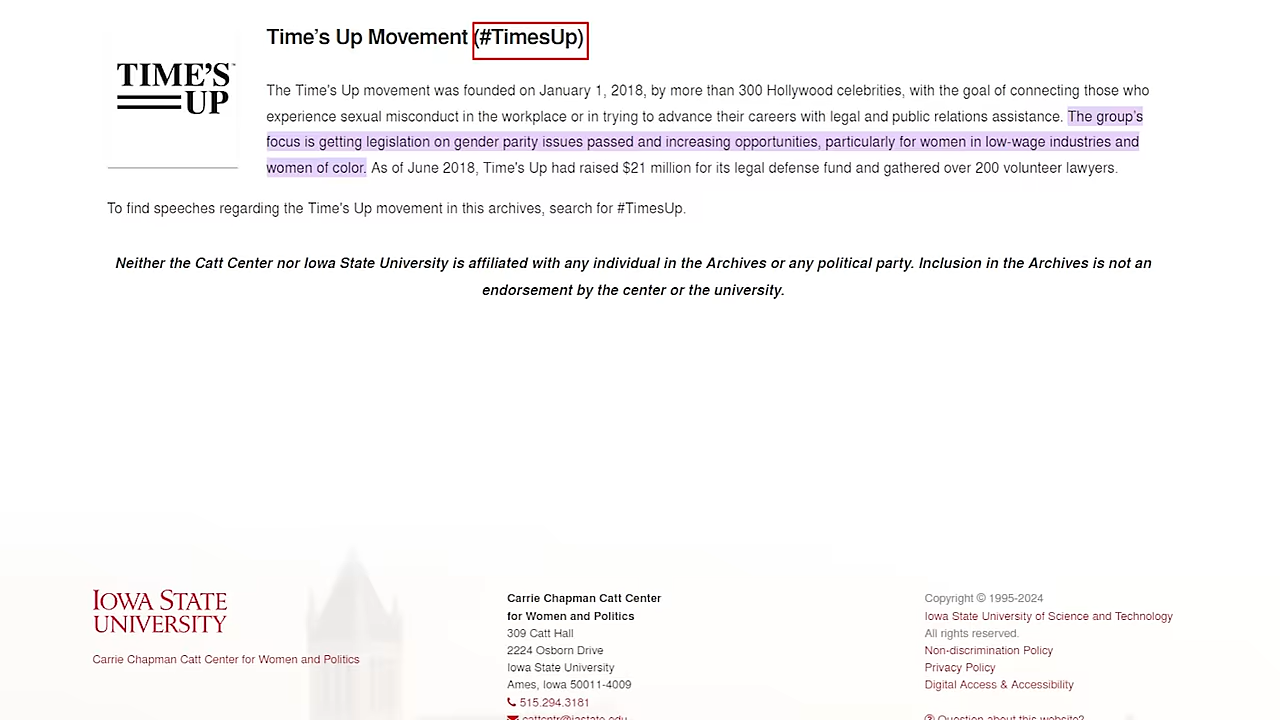 TIME'S
UP
Time's Up Movement (#TimesUp)
The Time's Up movement was founded on January 1, 2018, by more than 300 Hollywood celebrities, with the goal of connecting those who
experience sexual misconduct in the workplace or in trying to advance their careers with legal and public relations assistance. The group's
focus is getting legislation on gender parity issues passed and increasing opportunities, particularly for women in low-wage industries and
women of color. As of June 2018, Time's Up had raised $21 million for its legal defense fund and gathered over 200 volunteer lawyers.
To find speeches regarding the Time's Up movement in this archives, search for #TimesUp.
Neither the Catt Center nor Iowa State University is affiliated with any individual in the Archives or any political party. Inclusion in the Archives is not an
endorsement by the center or the university.
IOWA STATE
UNIVERSITY
Carrie Chapman Catt Center for Women and Politics
Carrie Chapman Catt Center
for Women and Politics
309 Catt Hall
2224 Osborn Drive
Iowa State University
Ames, Iowa 50011-4009
515.294.3181
cattcntr@iastate.edu
Copyright © 1995-2024
Iowa State University of Science and Technology
All rights reserved.
Non-discrimination Policy
Privacy Policy
Digital Access & Accessibility
Question about this website?